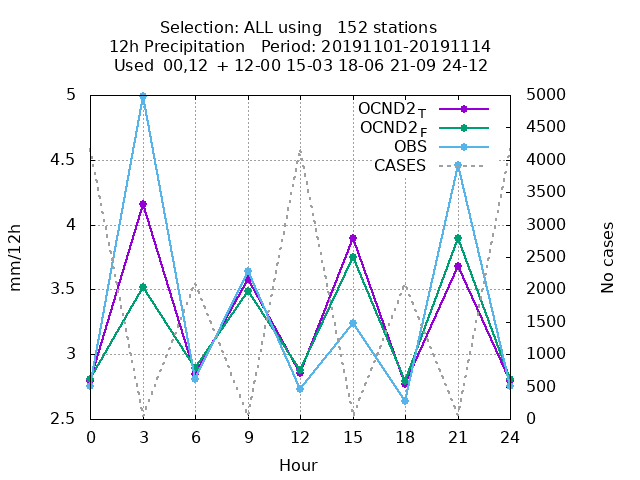 Selection: ALL using   152 stations
12h Precipitation   Period: 20191101-20191114
Used  00,12  + 12-00 15-03 18-06 21-09 24-12
OCND2T
OCND2F
OBS
CASES
5
4.5
4
3.5
3
2.5
5000
4500
4000
3500
3000
2500
2000
1500
1000
500
0
mm/12h
No cases
0 3 6 9 12 15 18 21 24
Hour